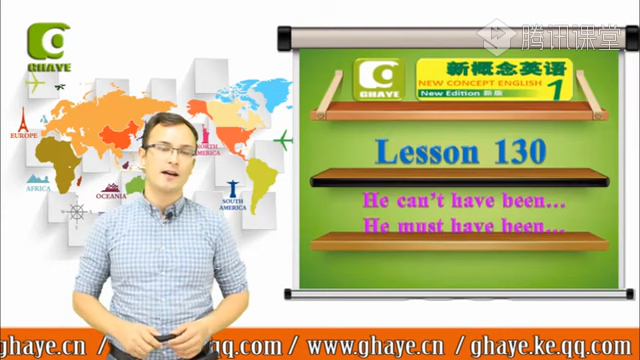 GHAYE
腾讯课堂
GHAYE
新概念英语
NEW CONCEPT ENGLISH
New Edition 新版
1
Lesson 130
He can't have been...
He must have been...
EUROPE
AFRICA
OCEANIA
NORTH
AMERICA
SOUTH
AMERICA
ghaye.cn / ghaye.ke.qq.com / www.ghaye.cn / ghaye.ke.qq.com